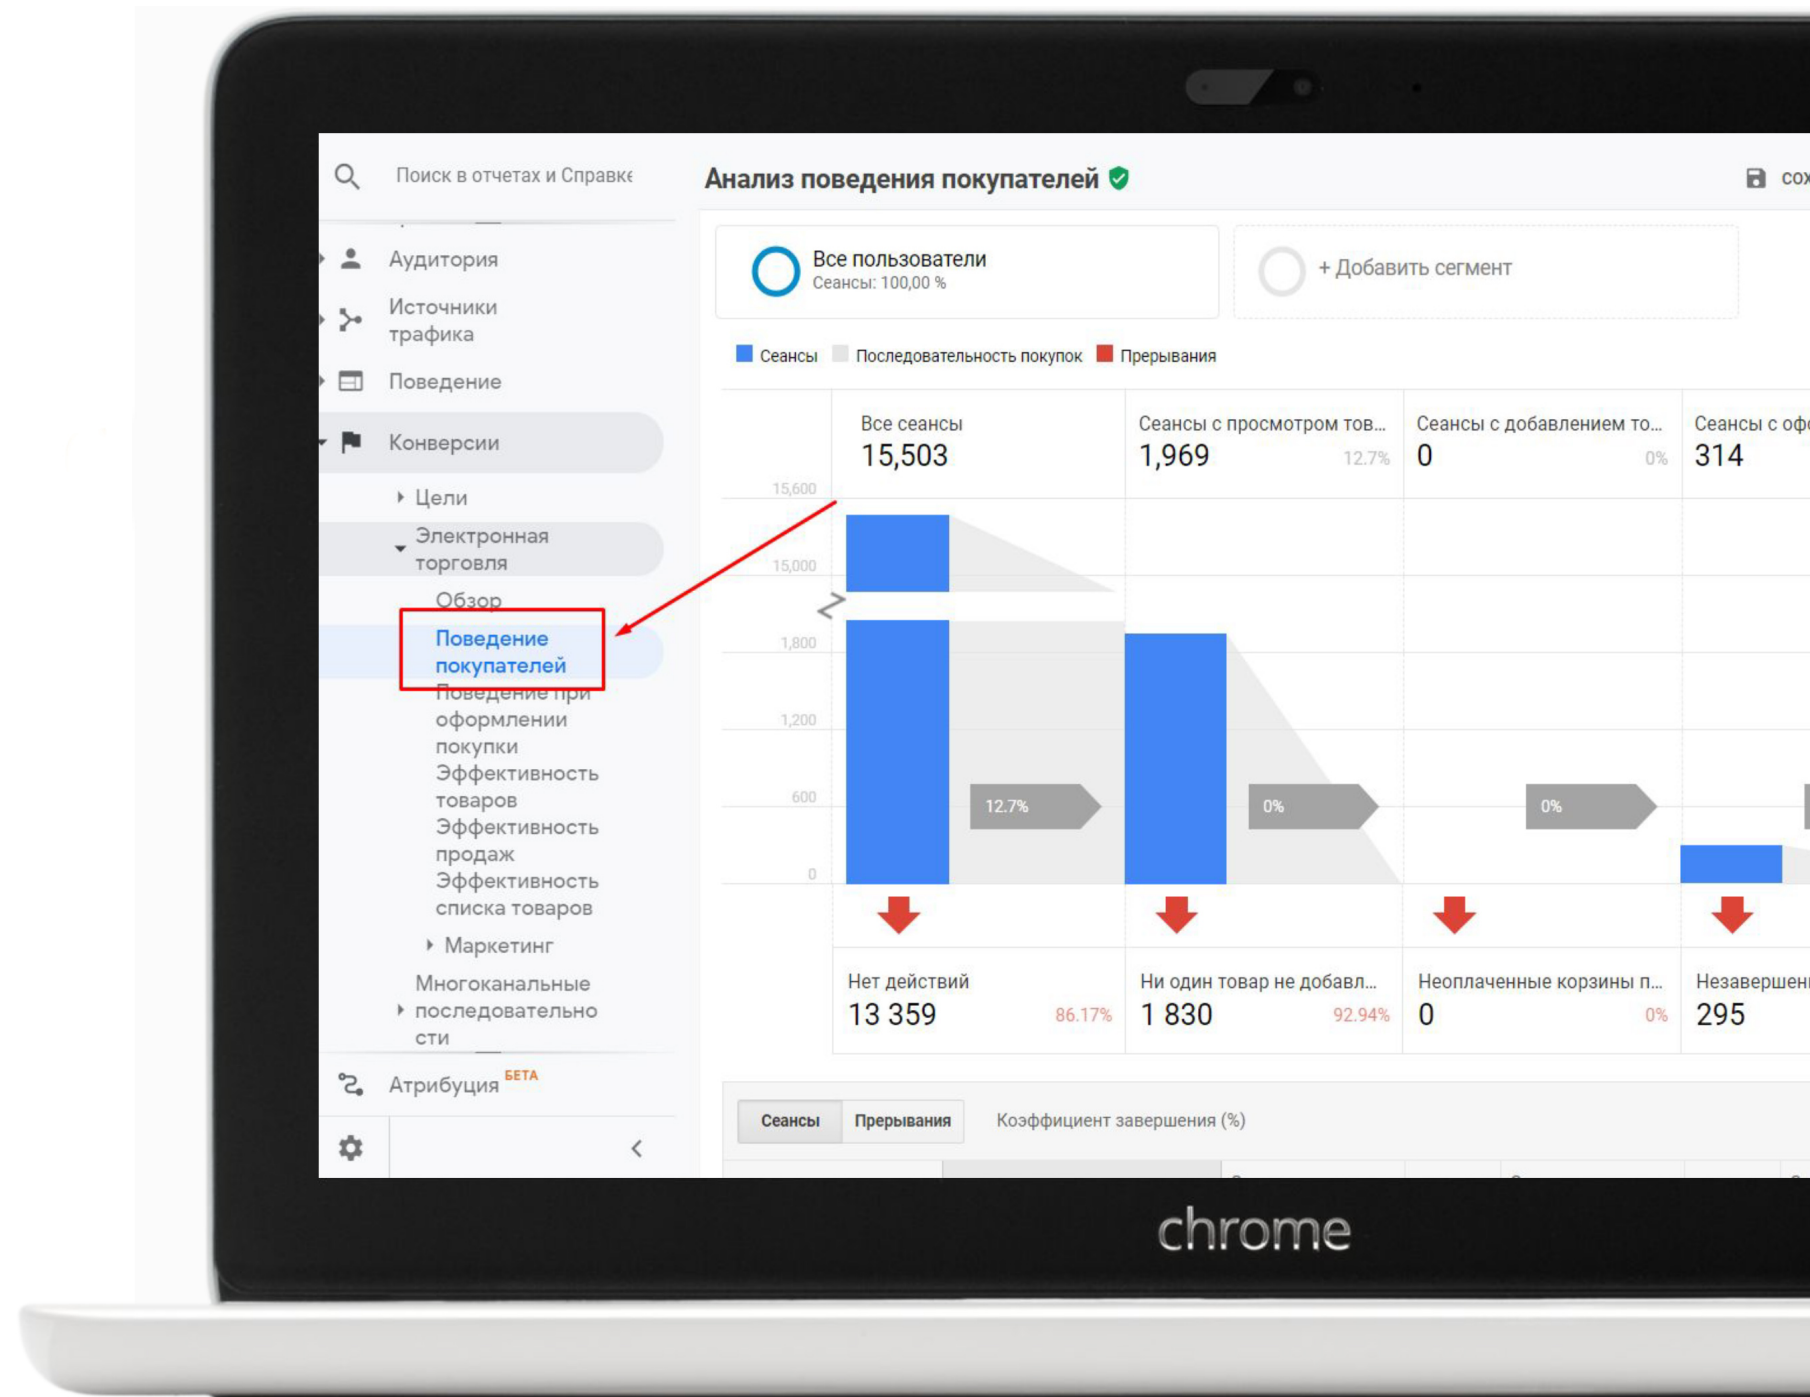 Поиск в отчетах и Справке
Анализ поведения покупателей
сох
Аудитория
Источники
трафика
Поведение
Конверсии
Цели
Электронная
торговля
Обзор
Поведение
покупателей
Поведение при
оформлении
покупки
Эффективность
товаров
Эффективность
продаж
Эффективность
списка товаров
Маркетинг
Многоканальные
последовательно
сти
Атрибуция БЕТА
Все пользователи
Сеансы: 100,00 %
+ Добавить сегмент
Сеансы Последовательность покупок Прерывания
Все сеансы
15,503
Сеансы с просмотром тов...
1,969 12.7%
Сеансы с добавлением то...
0 0%
Сеансы с оф
314
15,600
15,000
1,800
1,200
600
0
12.7%
0%
0%
Нет действий
13 359 86.17%
Ни один товар не добавл...
1 830 92.94%
Неоплаченные корзины п...
0 0%
Незавершен
295
Сеансы Прерывания Коэффициент завершения (%)
chrome